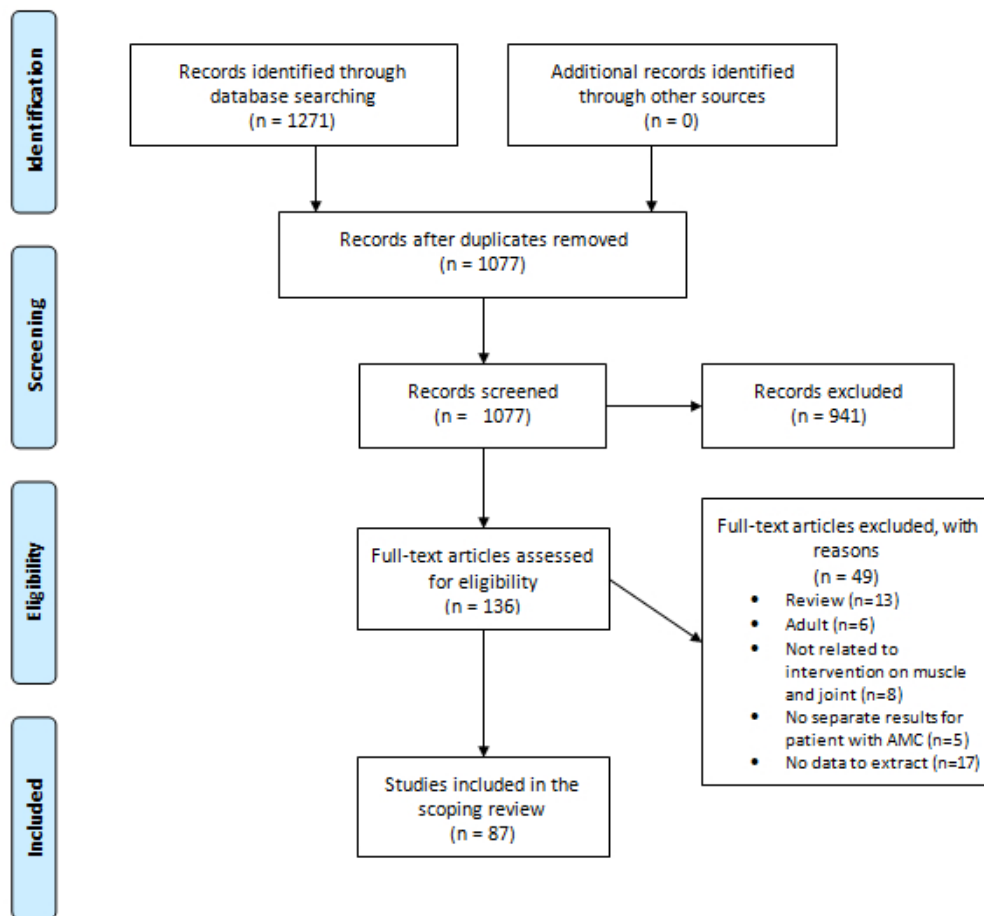 Identification
Records identified through
database searching
(n = 1271)
Additional records identified
through other sources
(n = 0)
Records after duplicates removed
(n = 1077)
Screening
Records screened
(n = 1077)
Records excluded
(n = 941)
Eligibility
Full-text articles assessed
for eligibility
(n = 136)
Full-text articles excluded, with
reasons
(n = 49)
• Review (n=13)
• Adult (n=6)
• Not related to
intervention on muscle
and joint (n=8)
• No separate results for
patient with AMC (n=5)
• No data to extract (n=17)
Included
Studies included in the
scoping review
(n = 87)